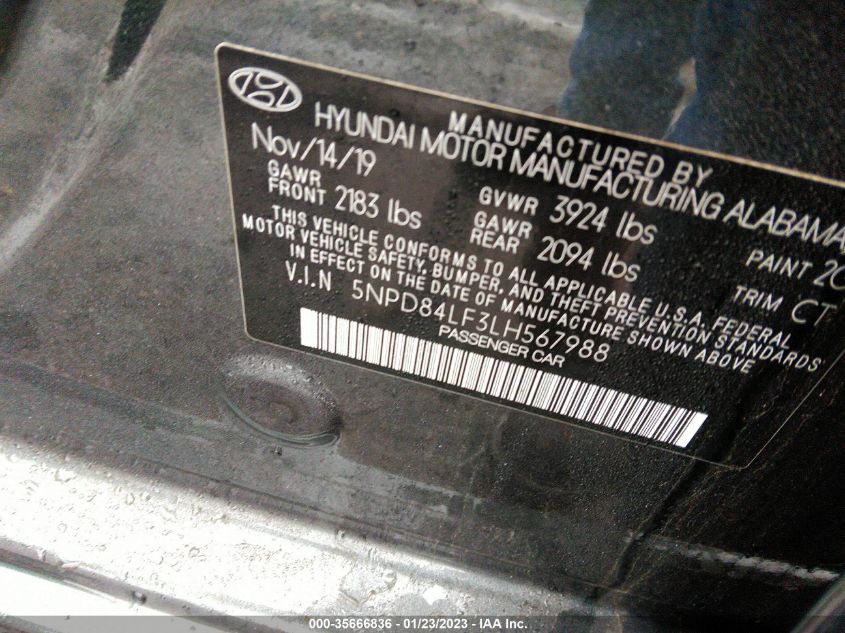 MANUFACTURED BY
HYUNDAI MOTOR MANUFACTURING ALABAMA
Nov/14/19
GAWR FRONT 2183 lbs
GVWR 3924 lbs
GAWR REAR 2094 lbs
THIS VEHICLE CONFORMS TO ALL APPLICABLE U.S.A. FEDERAL
MOTOR VEHICLE SAFETY, BUMPER, AND THEFT PREVENTION STANDARDS
IN EFFECT ON THE DATE OF MANUFACTURE SHOWN ABOVE
PAINT
TRIM CT
V.I.N 5NPD84LF3LH567988
PASSENGER CAR
000-35666836 - 01/23/2023 - IAA Inc.